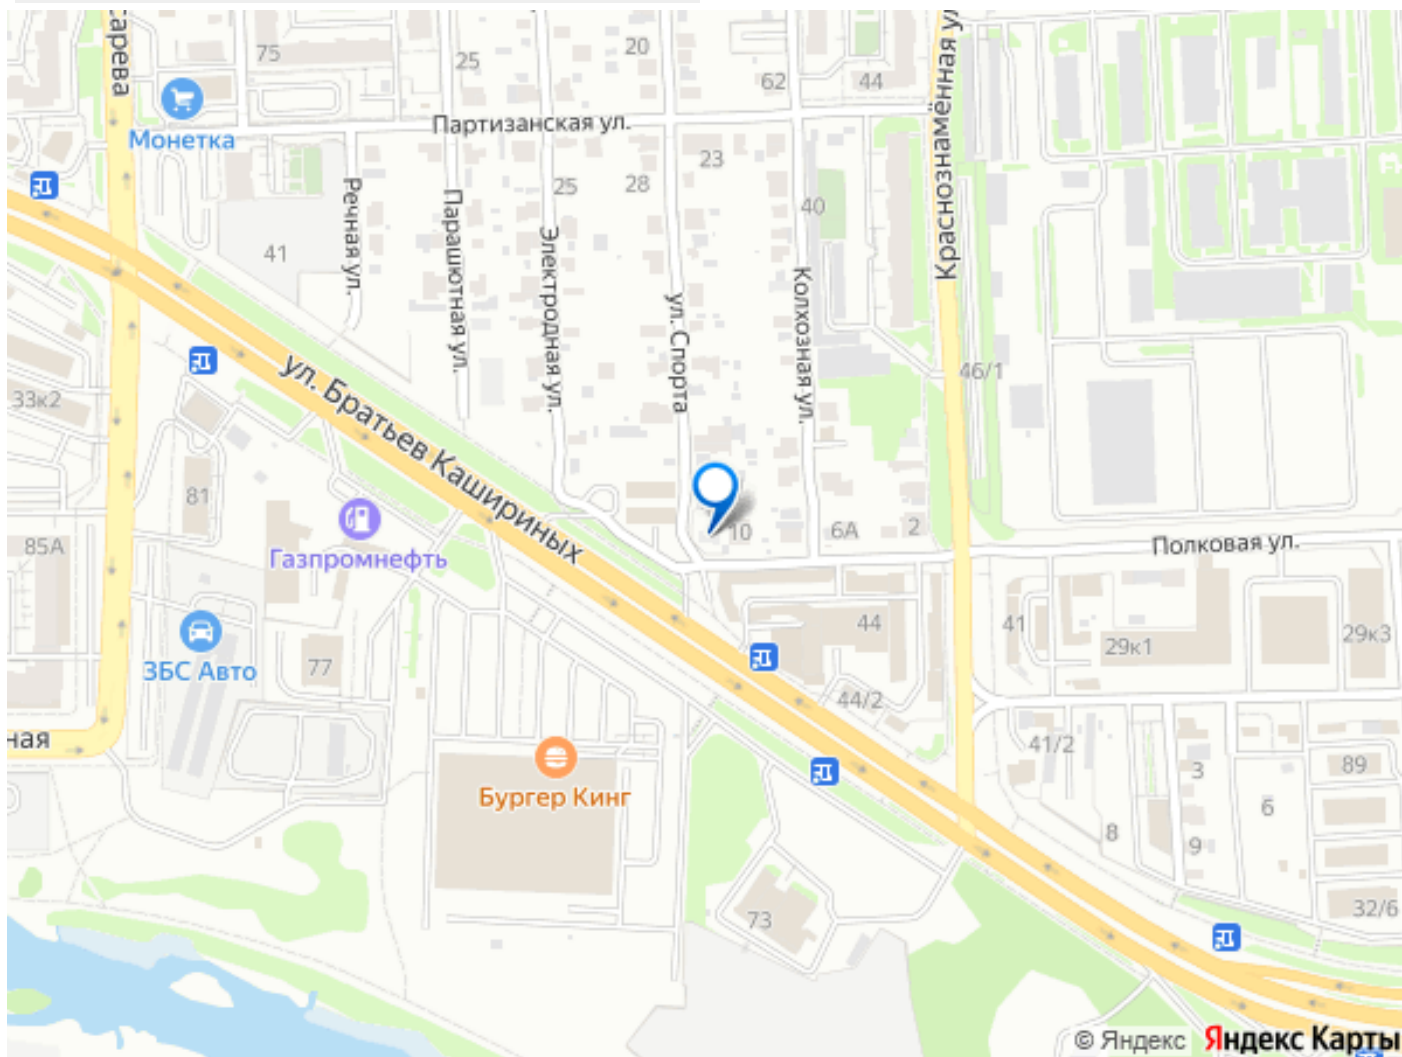 сарева
75
25
20
62
44
Краснознамённая ул
Монетка
Партизанская ул.
23
25
28
40
Речная ул.
Парашютная ул.
Электродная ул.
ул. Спорта
Колхозная ул.
41
46/1
33к2
ул. Братьев Кашириных
81
85А
Газпромнефть
10
6А
2
Полковая ул.
ЗБС Авто
77
44
41
29к1
29к3
44/2
ная
41/2
3
89
Бургер Кинг
6
8
9
73
32/6
© Яндекс Яндекс Карты